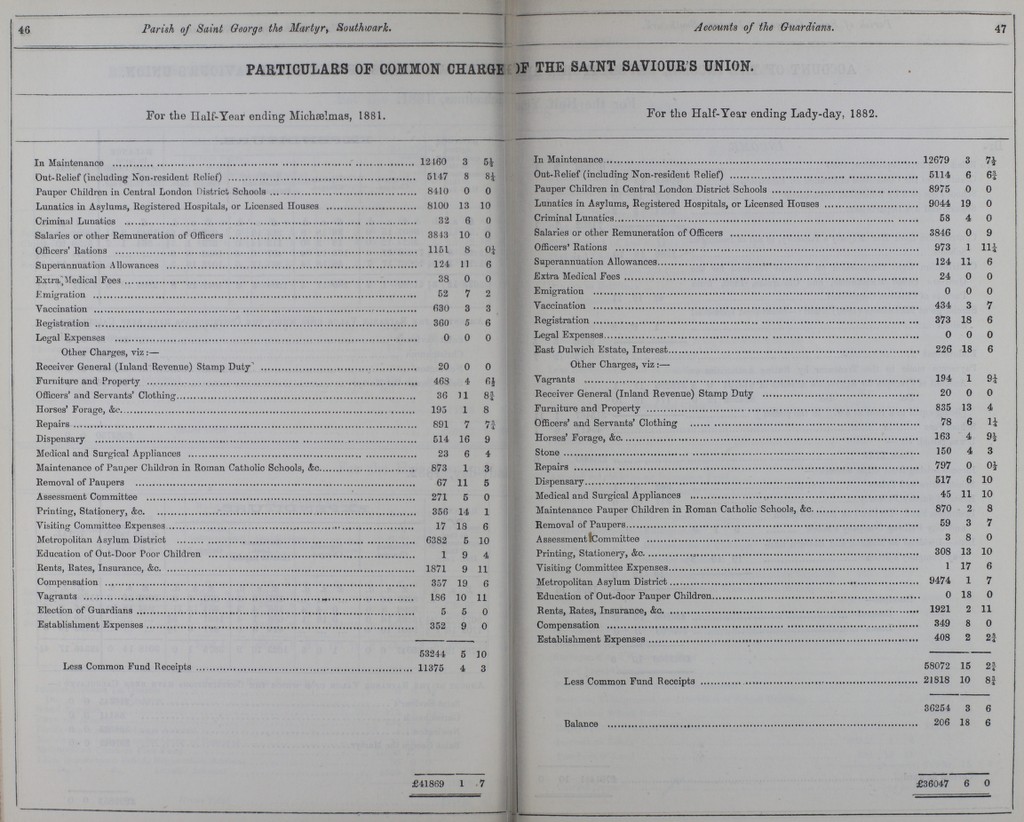 46 Parish of Saint George the Martyr, Southwark.
Accounts of the Guardians. 47
PARTICULARS OF COMMON CHARGE OF THE SAINT SAVIOUR'S UNION.
For the Half-Year ending Michælmas, 1881.
In Maintenance 12460 3 5¼
Out-Relief (including Non-resident Relief) 5147 8 8¼
Pauper Children in Central London District Schools 8410 0 0
Lunatics in Asylums, Registered Hospitals, or Licensed Houses 8100 13 10
Criminal Lunatics 32 6 0
Salaries or other Remuneration of Officers 3843 10 0
Officers' Rations 1151 8 0¼
Superannuation Allowances 124 11 6
Extra Medical Fees 38 0 0
Emigration 52 7 2
Vaccination 630 3 3
Registration 360 5 6
Legal Expenses 0 0 0
Other Charges, viz:—
Receiver General (Inland Revenue) Stamp Duty 20 0 0
Furniture and Property 468 4 6½
Officers' and Servants' Clothing 36 11 8¾
Horses' Forage, &c. 195 1 8
Repairs 891 7 7¾
Dispensary 514 16 9
Medical and Surgical Appliances 23 6 4
Maintenance of Pauper Children in Roman Catholic Schools, &c. 873 1 3
Removal of Paupers 67 11 5
Assessment Committee 271 5 0
Printing, Stationery, &c. 356 14 1
Visiting Committee Expenses 17 18 6
Metropolitan Asylum District 6382 5 10
Education of Out-Door Poor Children 1 9 4
Rents, Rates, Insurance, &c. 1871 9 11
Compensation 357 19 6
Vagrants 186 10 11
Election of Guardians 5 5 0
Establishment Expenses 352 9 0
53244 5 10
Less Common Fund Receipts 11375 4 3
£41869 1 7
For the Half-Year ending Lady-day, 1882.
In Maintenance 12679 3 7½
Out-Relief (including Non-resident Relief) 5114 6 6¾
Pauper Children in Central London District Schools 8975 0 0
Lunatics in Asylums, Registered Hospitals, or Licensed Houses 9044 19 0
Criminal Lunatics 58 4 0
Salaries or other Remuneration of Officers 3846 0 9
Officers' Rations 973 1 11¼
Superannuation Allowances 124 11 6
Extra Medical Fees 24 0 0
Emigration 0 0 0
Vaccination 434 3 7
Registration 373 18 6
Legal Expenses 0 0 0
East Dulwich Estate, Interest 226 18 6
Other Charges, viz:—
Vagrants 194 1 9¼
Receiver General (Inland Revenue) Stamp Duty 20 0 0
Furniture and Property 835 13 4
Officers' and Servants' Clothing 78 6 1¼
Horses' Forage, &c. 163 4 9½
Stone 150 4 3
Repairs 797 0 0½
Dispensary 517 6 10
Medical and Surgical Appliances 45 11 10
Maintenance Pauper Children in Roman Catholic Schools, &c. 870 2 8
Removal of Paupers 59 3 7
Assessment Committee 3 8 0
Printing, Stationery, &c. 308 13 10
Visiting Committee Expenses 1 17 6
Metropolitan Asylum District 9474 1 7
Education of Out-door Pauper Children 0 18 0
Rents, Rates, Insurance, &c. 1921 2 11
Compensation 349 8 0
Establishment Expenses 408 2 2¾
58072 15 2¾
Less Common Fund Receipts 21818 10 8¾
36254 3 6
Balance 206 18 6
£36047 6 0